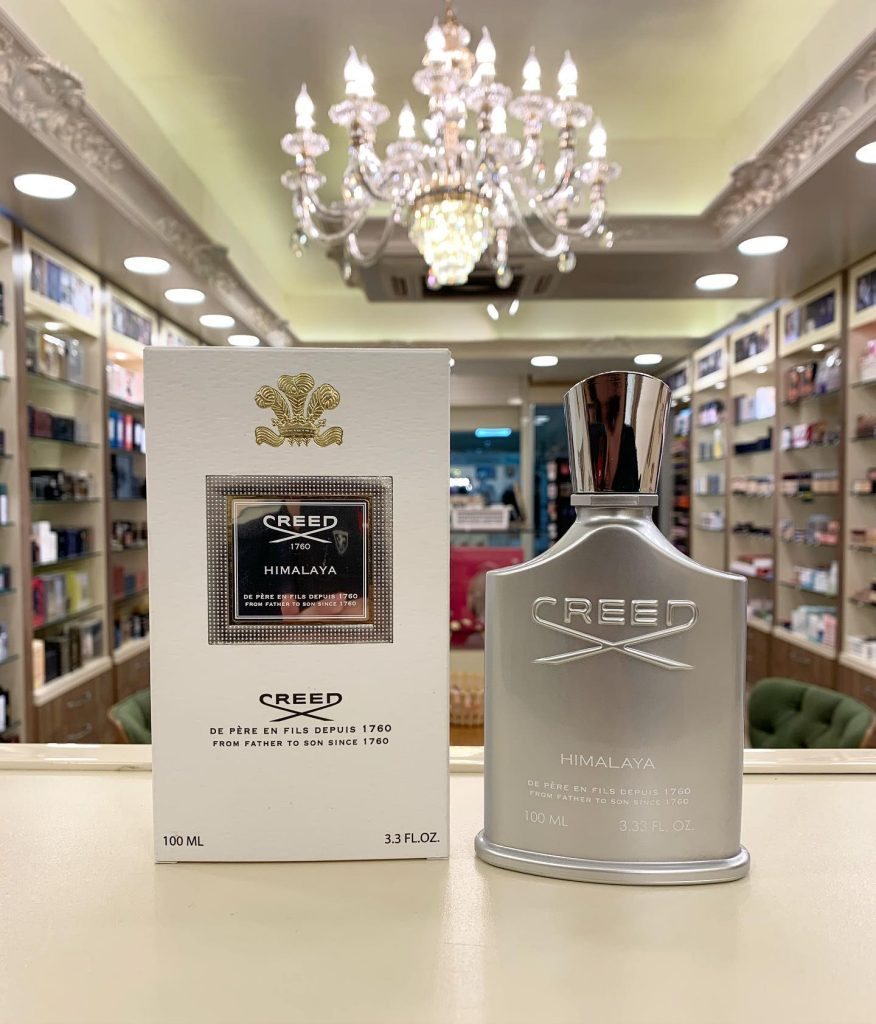 CREED
1760
HIMALAYA
DE PÈRE EN FILS DEPUIS 1760
FROM FATHER TO SON SINCE 1760
CREED
DE PÈRE EN FILS DEPUIS 1760
FROM FATHER TO SON SINCE 1760
100 ML
3.3 FL.OZ.
CREED
HIMALAYA
DE PÈRE EN FILS DEPUIS 1760
FROM FATHER TO SON SINCE 1760
100 ML
3.33 FL. OZ.